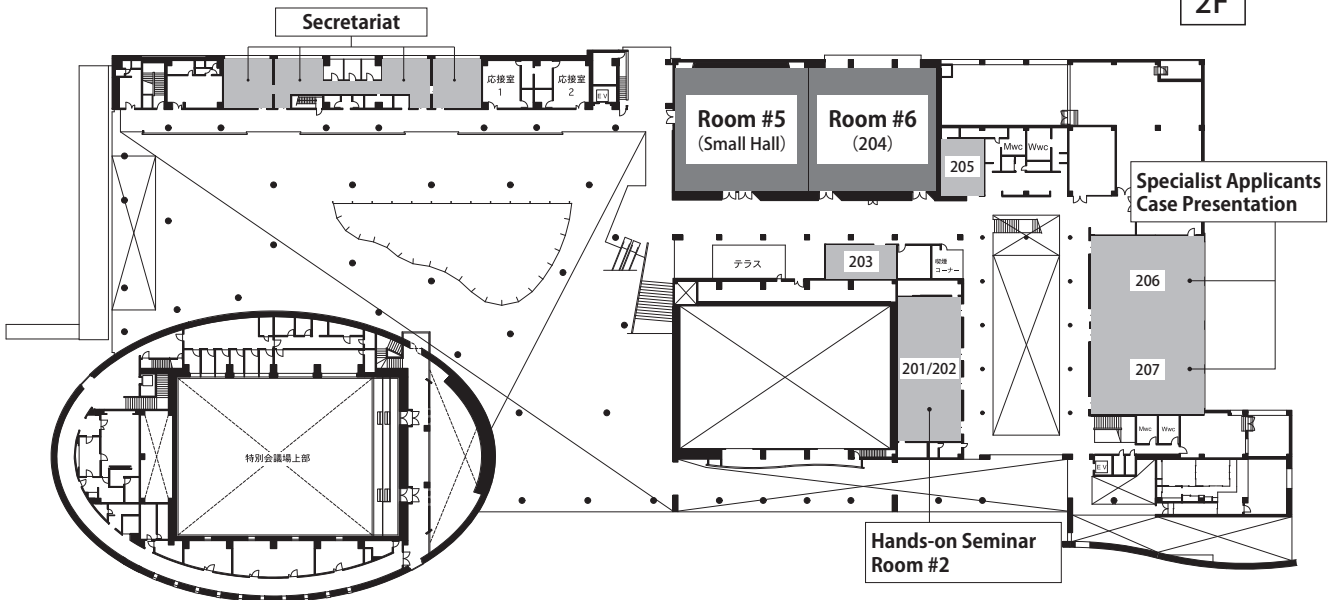 2F
Secretariat
応接室
1
応接室
2
EV
Room #5
(Small Hall)
Room #6
(204)
205
Mwc
Wwc
Specialist Applicants
Case Presentation
テラス
203
喫煙
コーナー
206
201/202
207
Mwc
Wwc
特別会議場上部
EV
Hands-on Seminar
Room #2